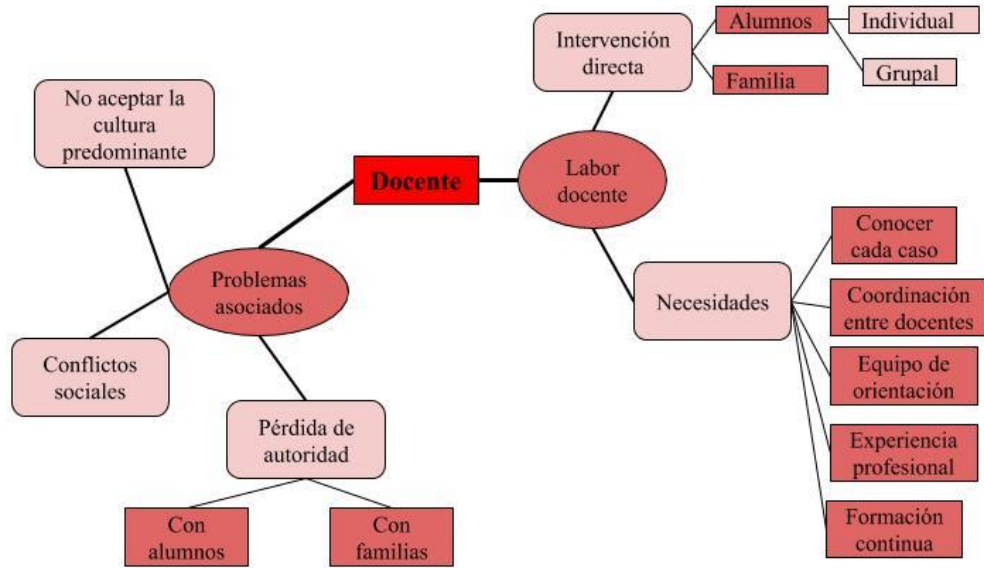 Intervención
directa
Alumnos
Individual
Grupal
Familia
No aceptar la
cultura
predominante
Docente
Labor
docente
Problemas
asociados
Conflictos
sociales
Pérdida de
autoridad
Con
alumnos
Con
familias
Necesidades
Conocer
cada caso
Coordinación
entre docentes
Equipo de
orientación
Experiencia
profesional
Formación
continua